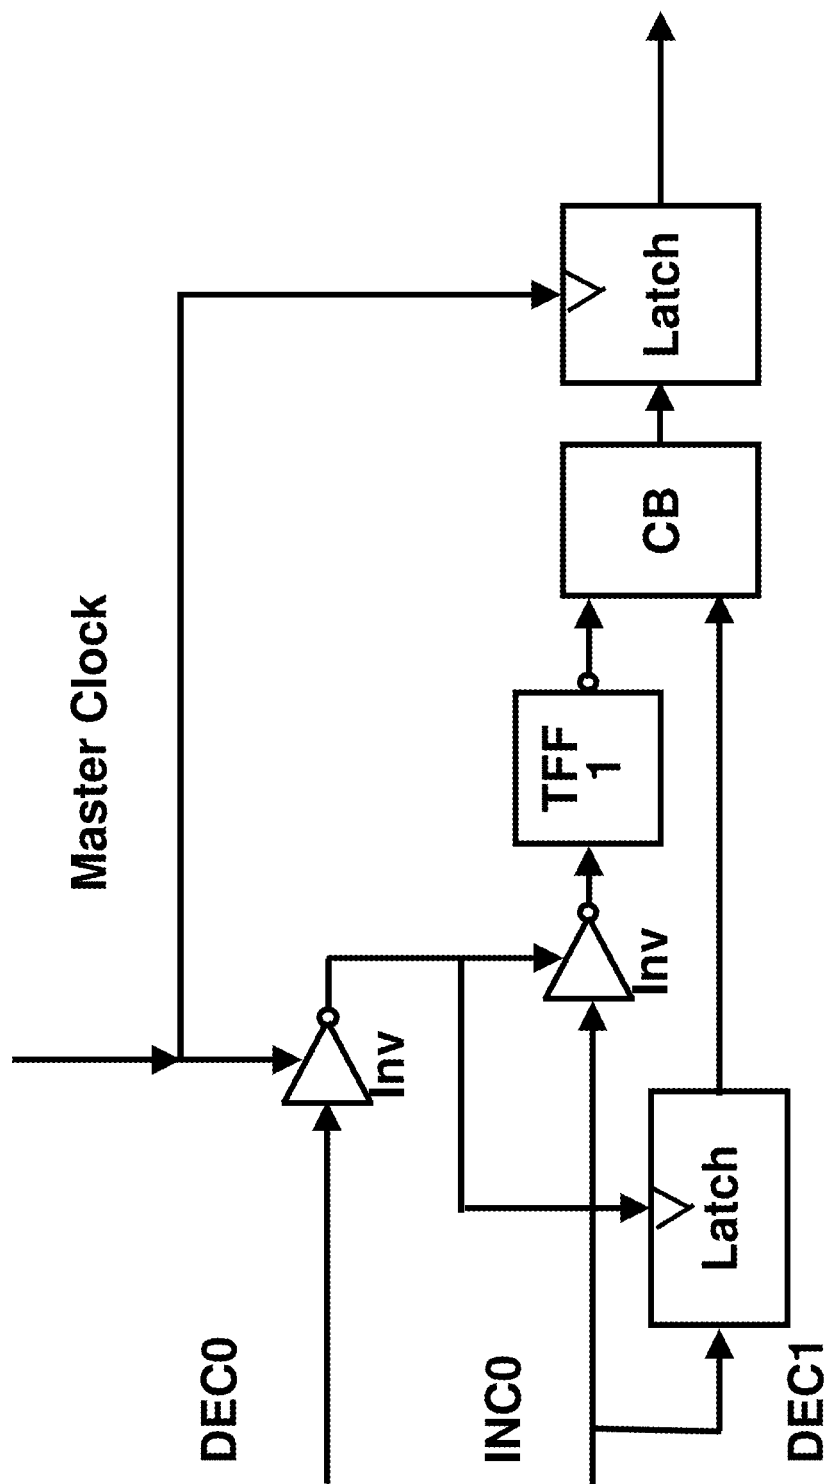 Master Clock
DEC0
Inv
INC0
Inv
TFF
1
CB
Latch
Latch
DEC1